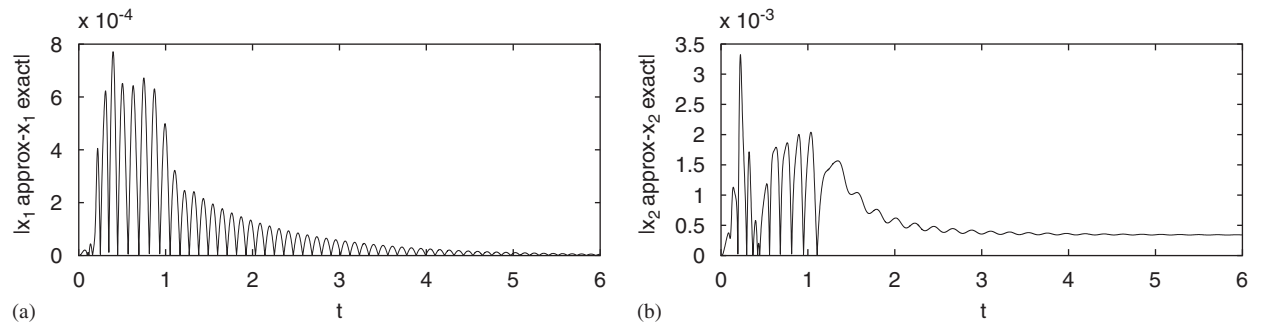 x 10-4
8
6
4
2
0
0 1 2 3 4 5 6
t
|x1 approx-x1 exact|
(a)
x 10-3
3.5
3
2.5
2
1.5
1
0.5
0
0 1 2 3 4 5 6
t
|x2 approx-x2 exact|
(b)